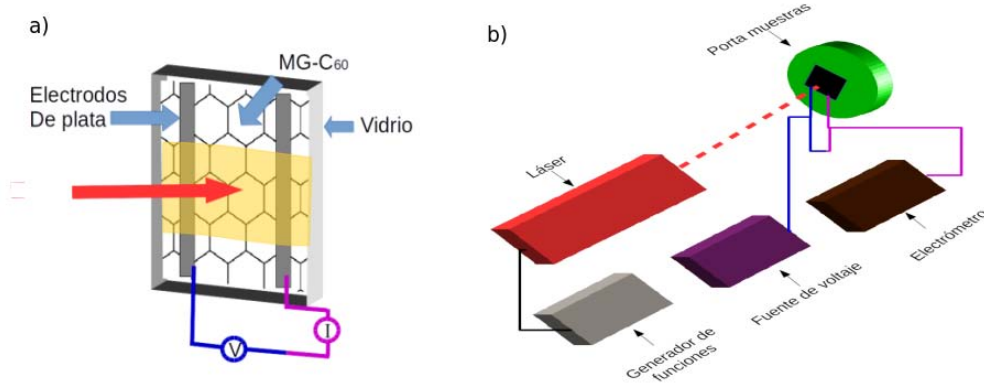 a)
MG-C₆₀
Electrodos
De plata
Vidrio
V
I
b)
Porta muestras
Láser
Electrómetro
Fuente de voltaje
Generador de
funciones